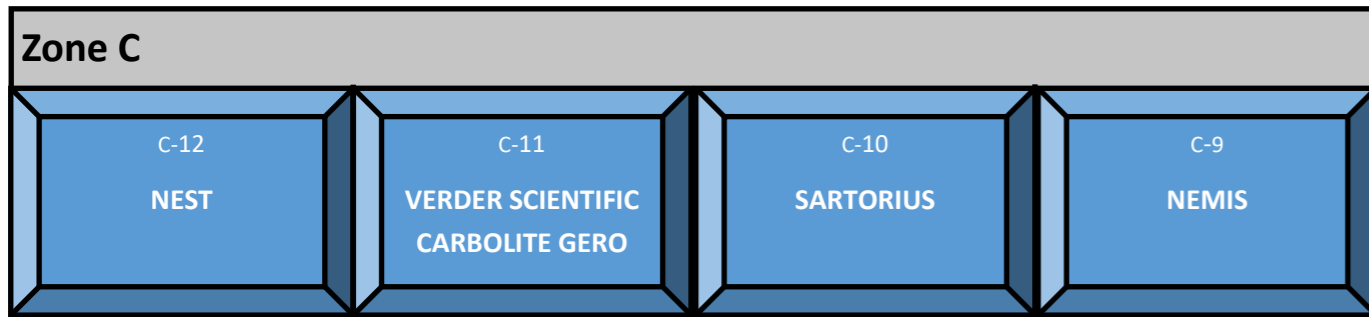 Zone C
C-12
NEST
C-11
VERDER SCIENTIFIC
CARBOLITE GERO
C-10
SARTORIUS
C-9
NEMIS